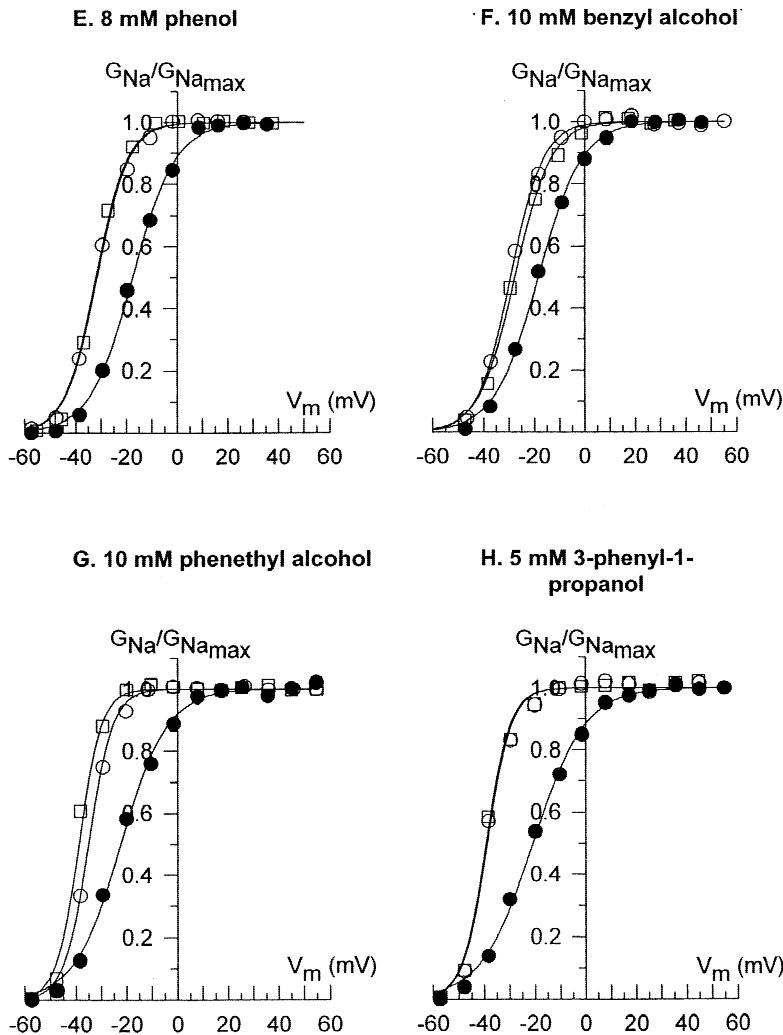 E. 8 mM phenol
GNa/GNamax
1.0
0.8
0.6
0.4
0.2
Vm (mV)
-60 -40 -20 0 20 40 60
F. 10 mM benzyl alcohol
GNa/GNamax
1.0
0.8
0.6
0.4
0.2
Vm (mV)
-60 -40 -20 0 20 40 60
G. 10 mM phenethyl alcohol
GNa/GNamax
1.0
0.8
0.6
0.4
0.2
Vm (mV)
-60 -40 -20 0 20 40 60
H. 5 mM 3-phenyl-1-
propanol
GNa/GNamax
1.0
0.8
0.6
0.4
0.2
Vm (mV)
-60 -40 -20 0 20 40 60